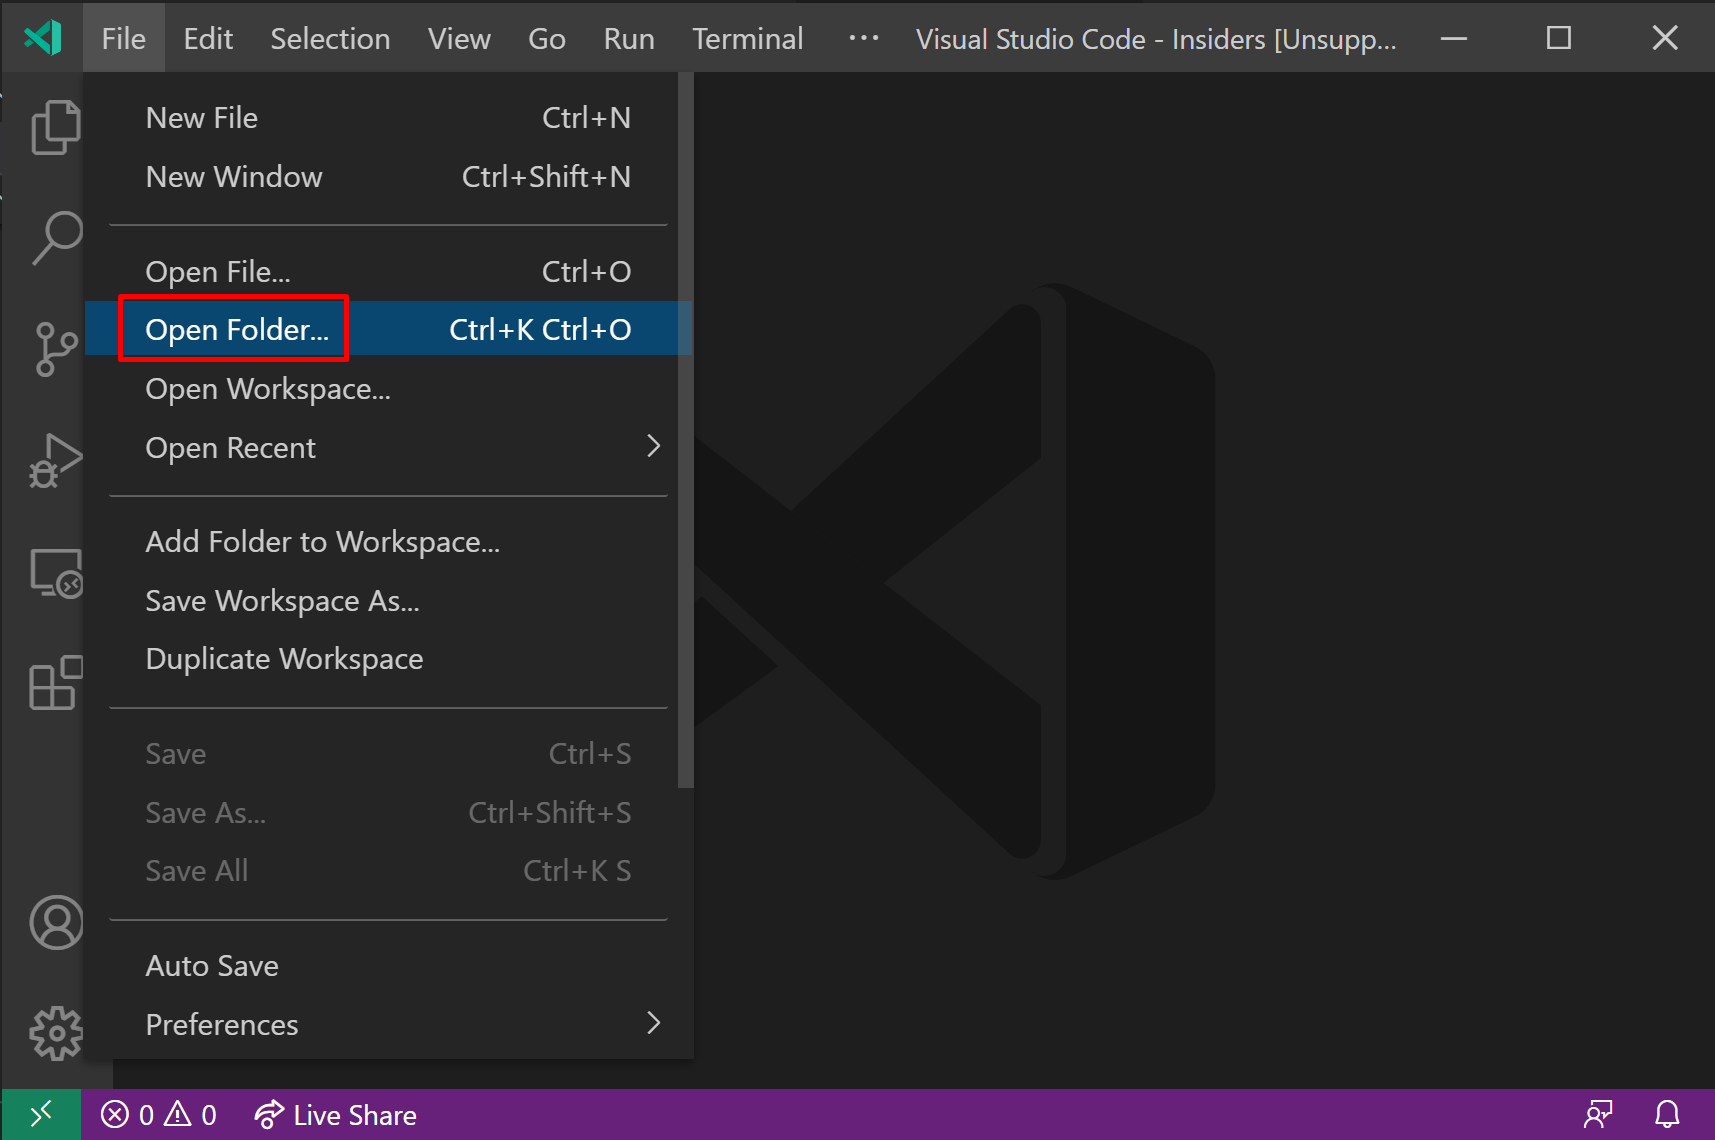 File Edit Selection View Go Run Terminal ··· Visual Studio Code - Insiders [Unsupp...
New File Ctrl+N
New Window Ctrl+Shift+N
Open File... Ctrl+O
Open Folder... Ctrl+K Ctrl+O
Open Workspace...
Open Recent
Add Folder to Workspace...
Save Workspace As...
Duplicate Workspace
Save Ctrl+S
Save As... Ctrl+Shift+S
Save All Ctrl+K S
Auto Save
Preferences
0 0 Live Share